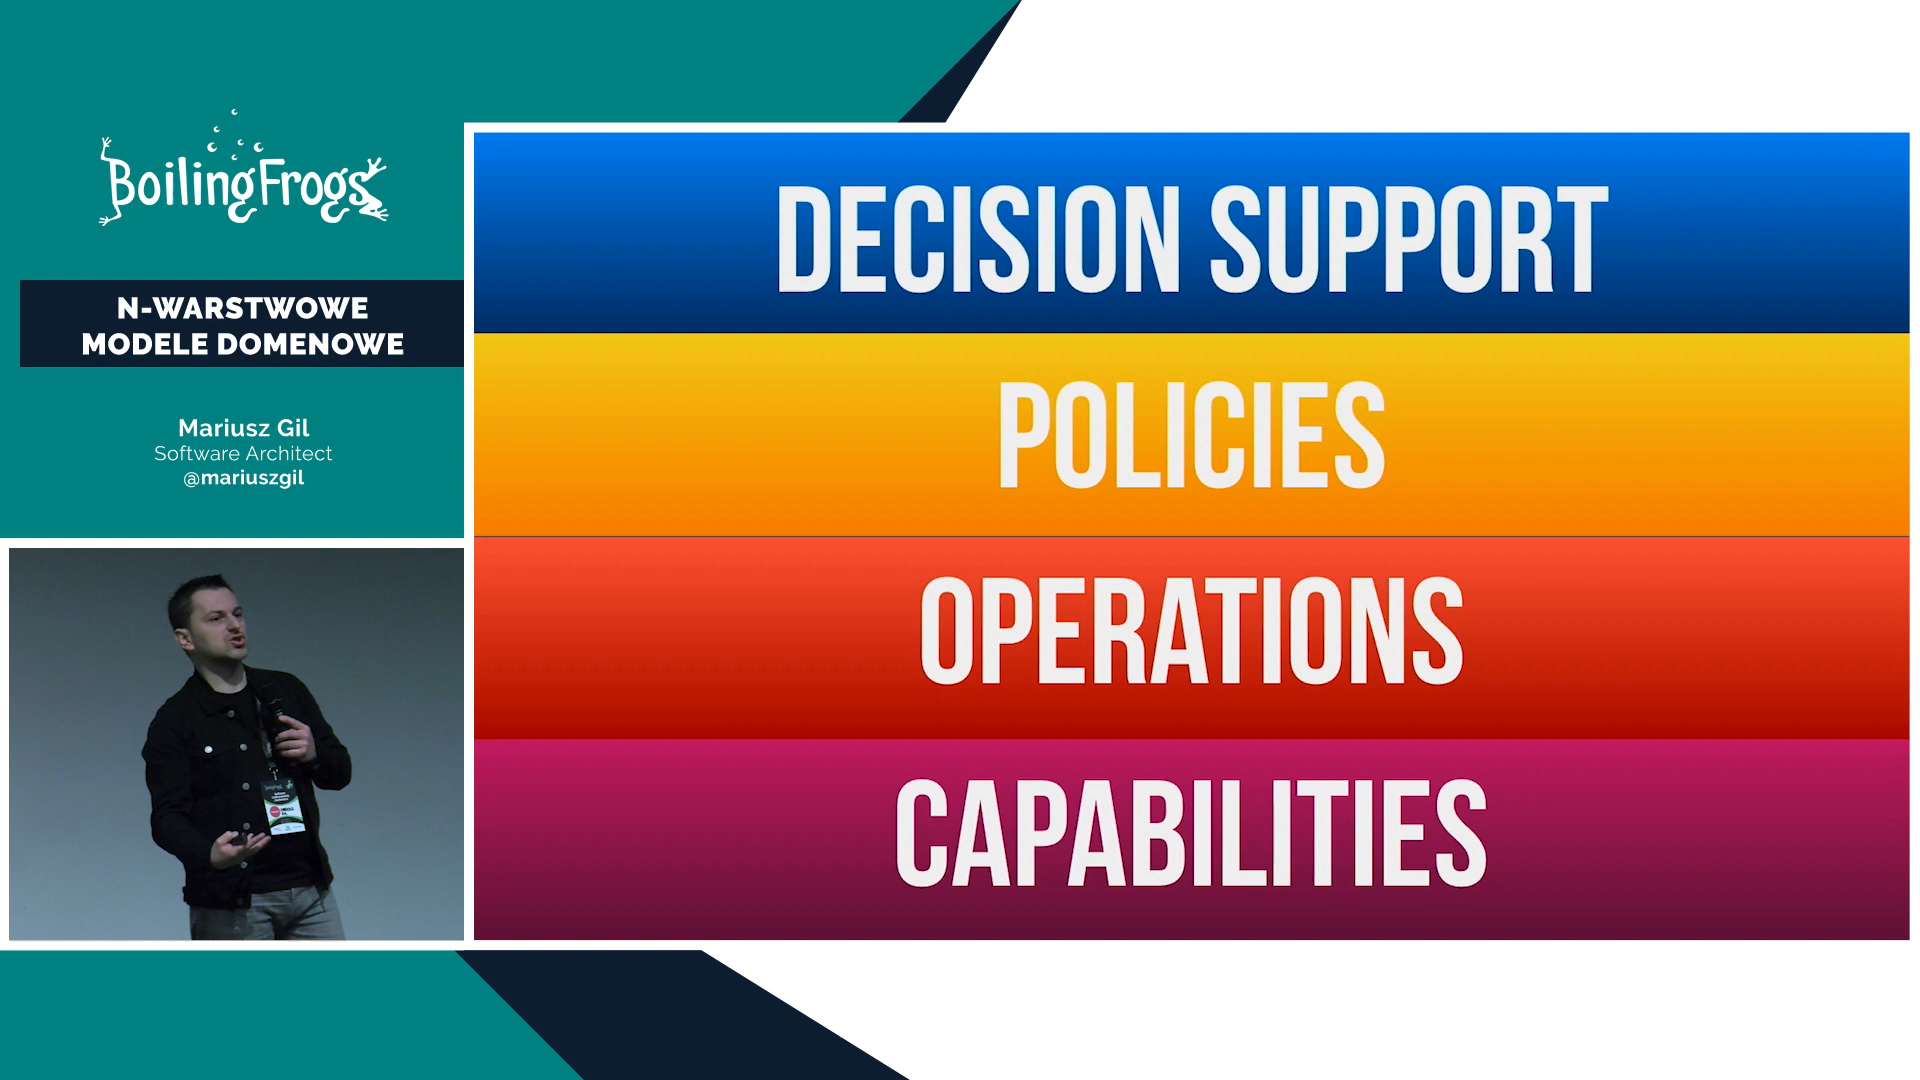 BoilingFrogs
N-WARSTWOWE
MODELE DOMENOWE
Mariusz Gil
Software Architect
@mariuszgil
DECISION SUPPORT
POLICIES
OPERATIONS
CAPABILITIES